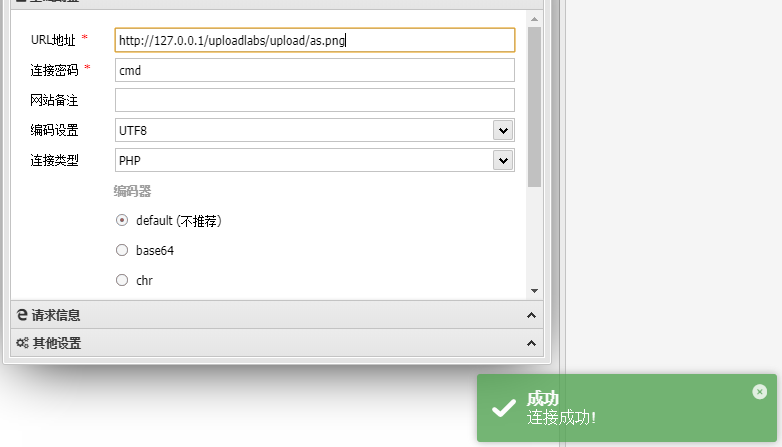 URL地址 * http://127.0.0.1/uploadlabs/upload/as.png
连接密码 * cmd
网站备注
编码设置 UTF8
连接类型 PHP
编码器
default (不推荐)
base64
chr
请求信息
其他设置
成功
连接成功!